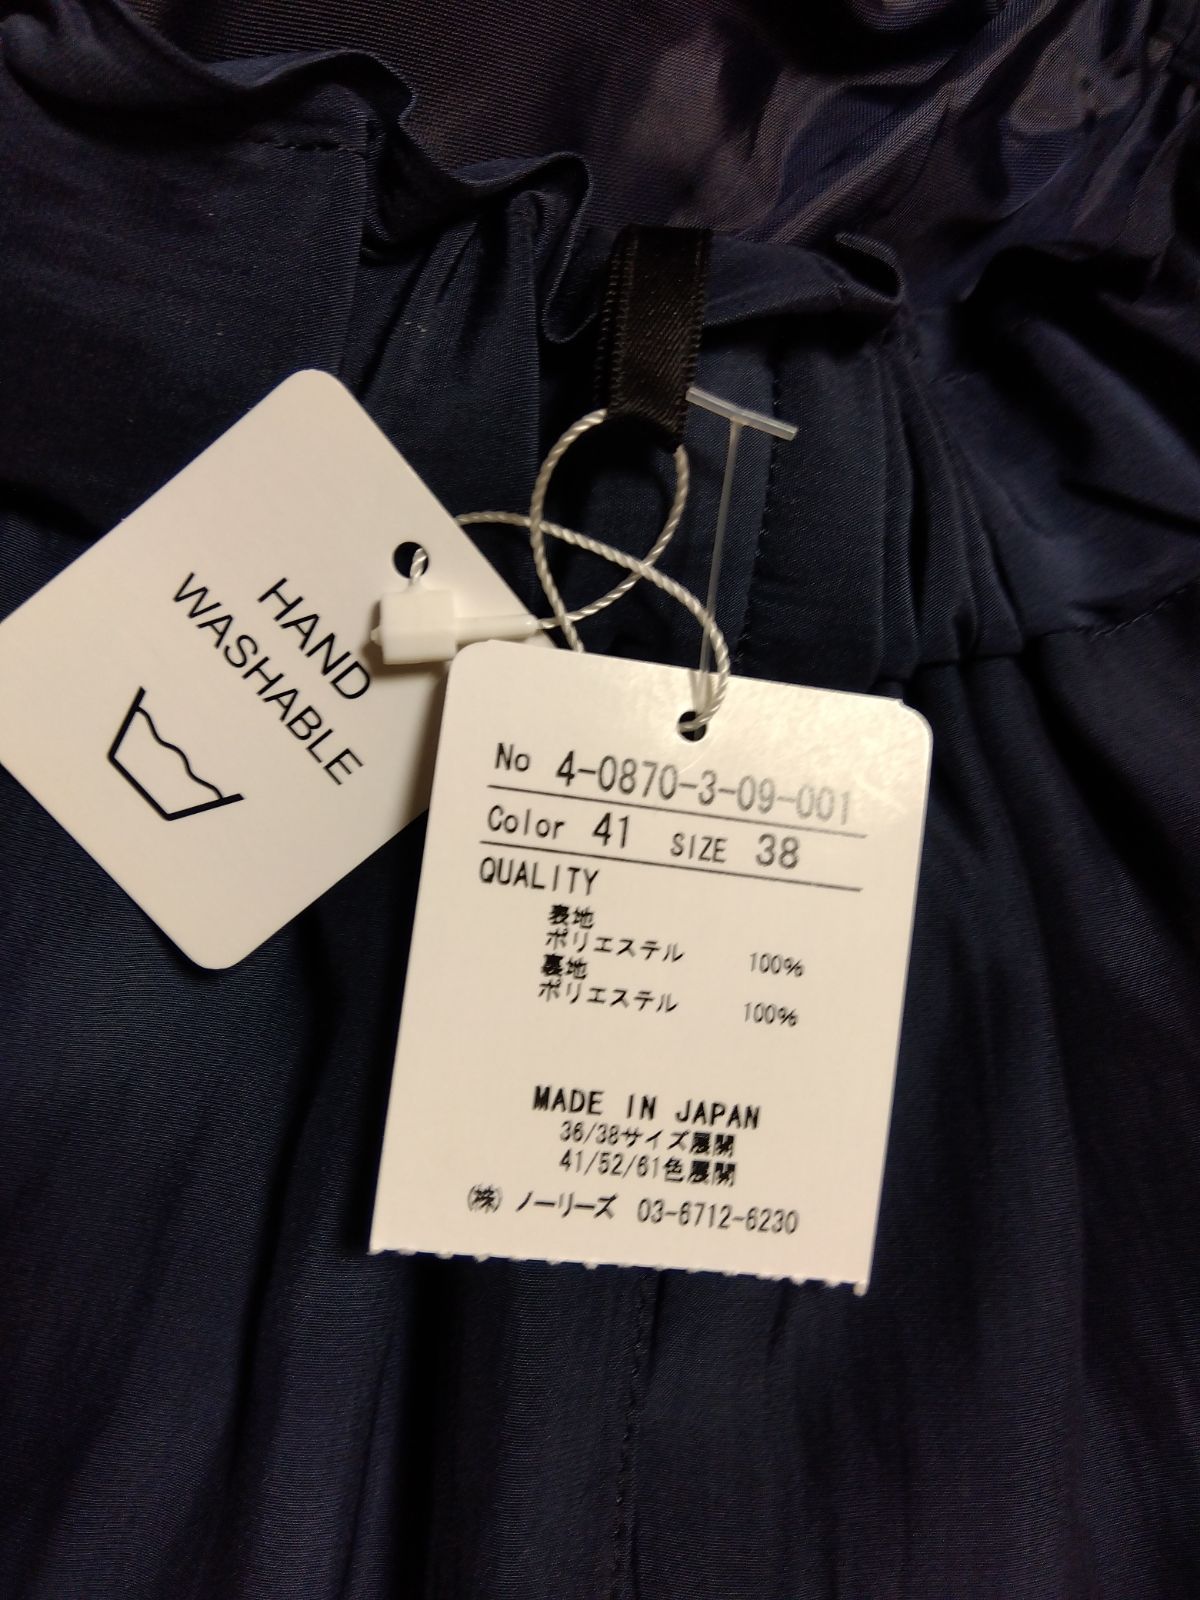 HAND
WASHABLE
No 4-0870-3-09-001
Color 41 SIZE 38
QUALITY
表地
ポリエステル 100%
裏地
ポリエステル 100%
MADE IN JAPAN
36/38サイズ展開
41/52/61色展開
㈱ ノーリーズ 03-6712-6230